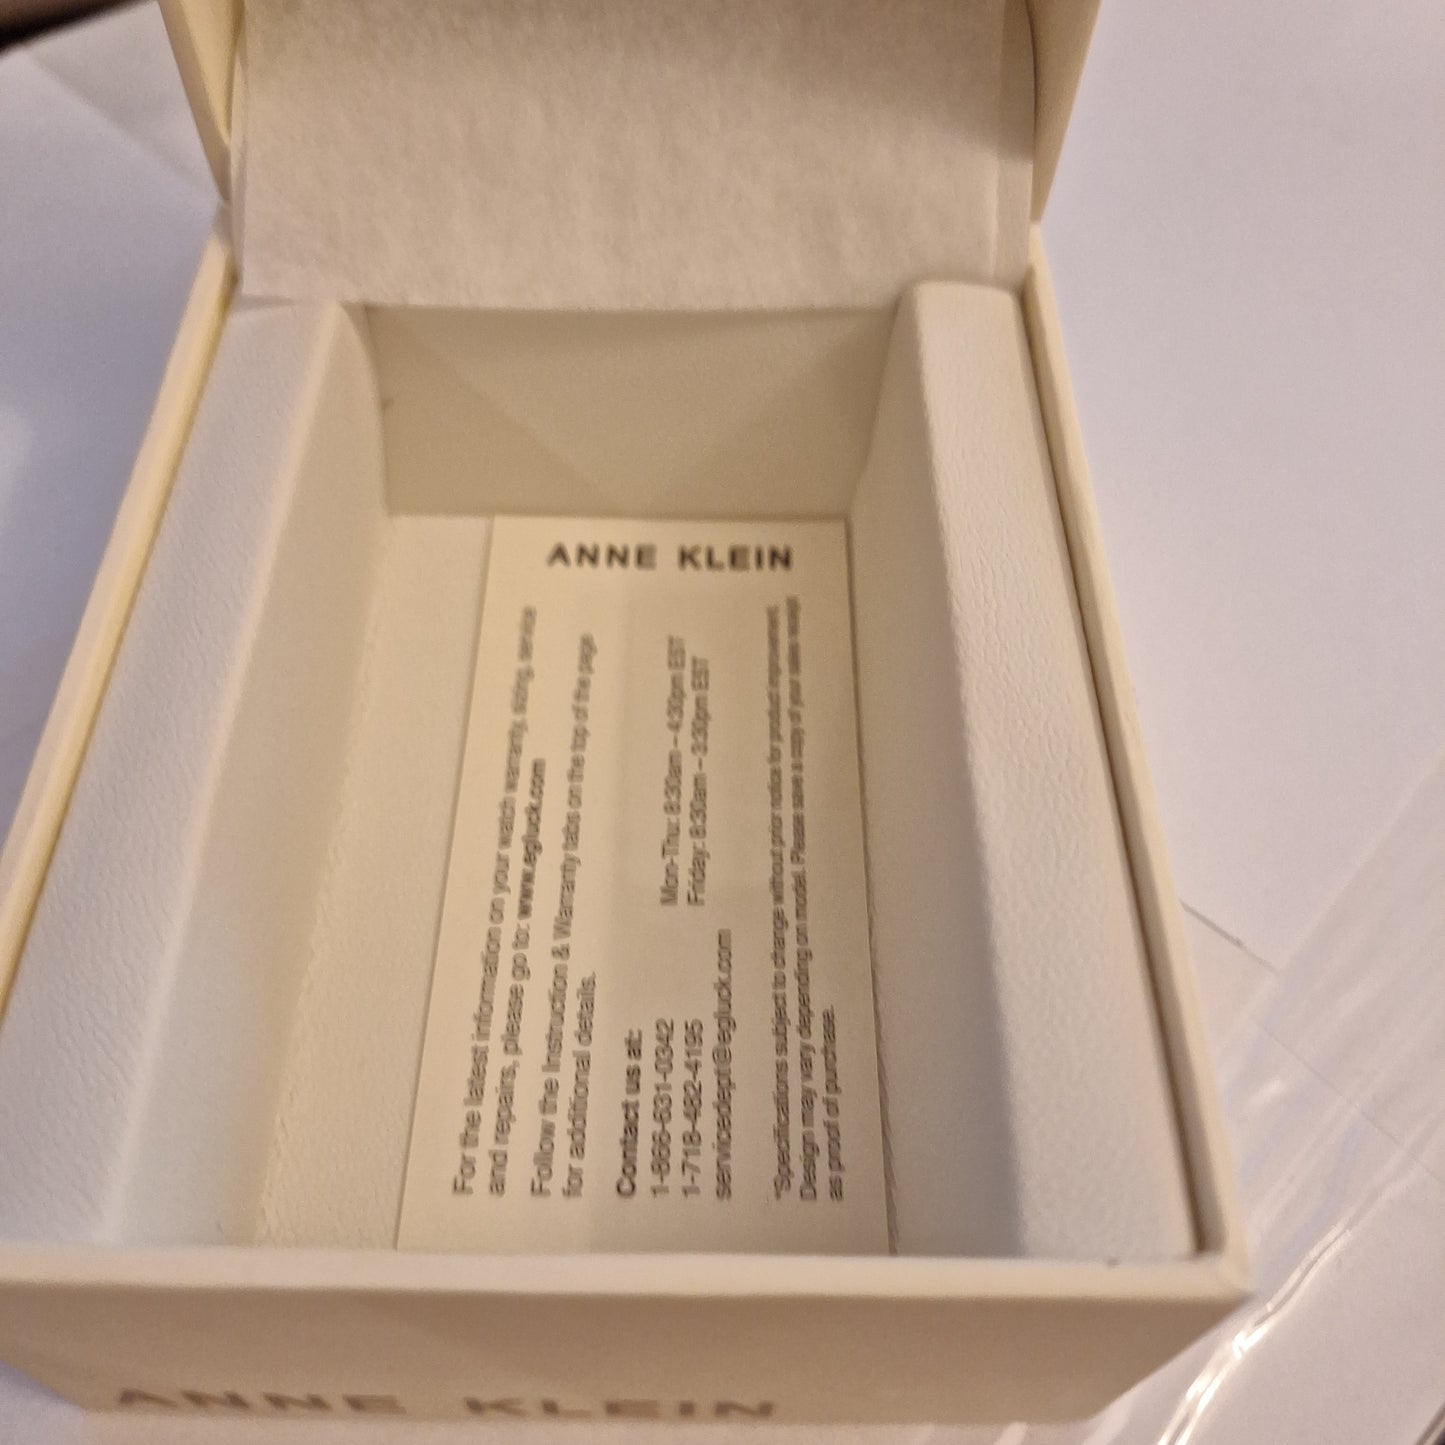 ANNE KLEIN
For the latest information on your watch warranty, sizing, service
and repairs, please go to: www.egluck.com
Follow the Instruction & Warranty tabs on the top of the page
for additional details.
Contact us at:
1-866-631-0342 Mon-Thu: 8:30am – 4:30pm EST
1-718-482-4195 Friday: 8:30am – 3:30pm EST
servicedept@egluck.com
*Specifications subject to change without prior notice for product improvement.
Design may vary depending on model. Please save a copy of your sales receipt
as proof of purchase.
ANNE KLEIN